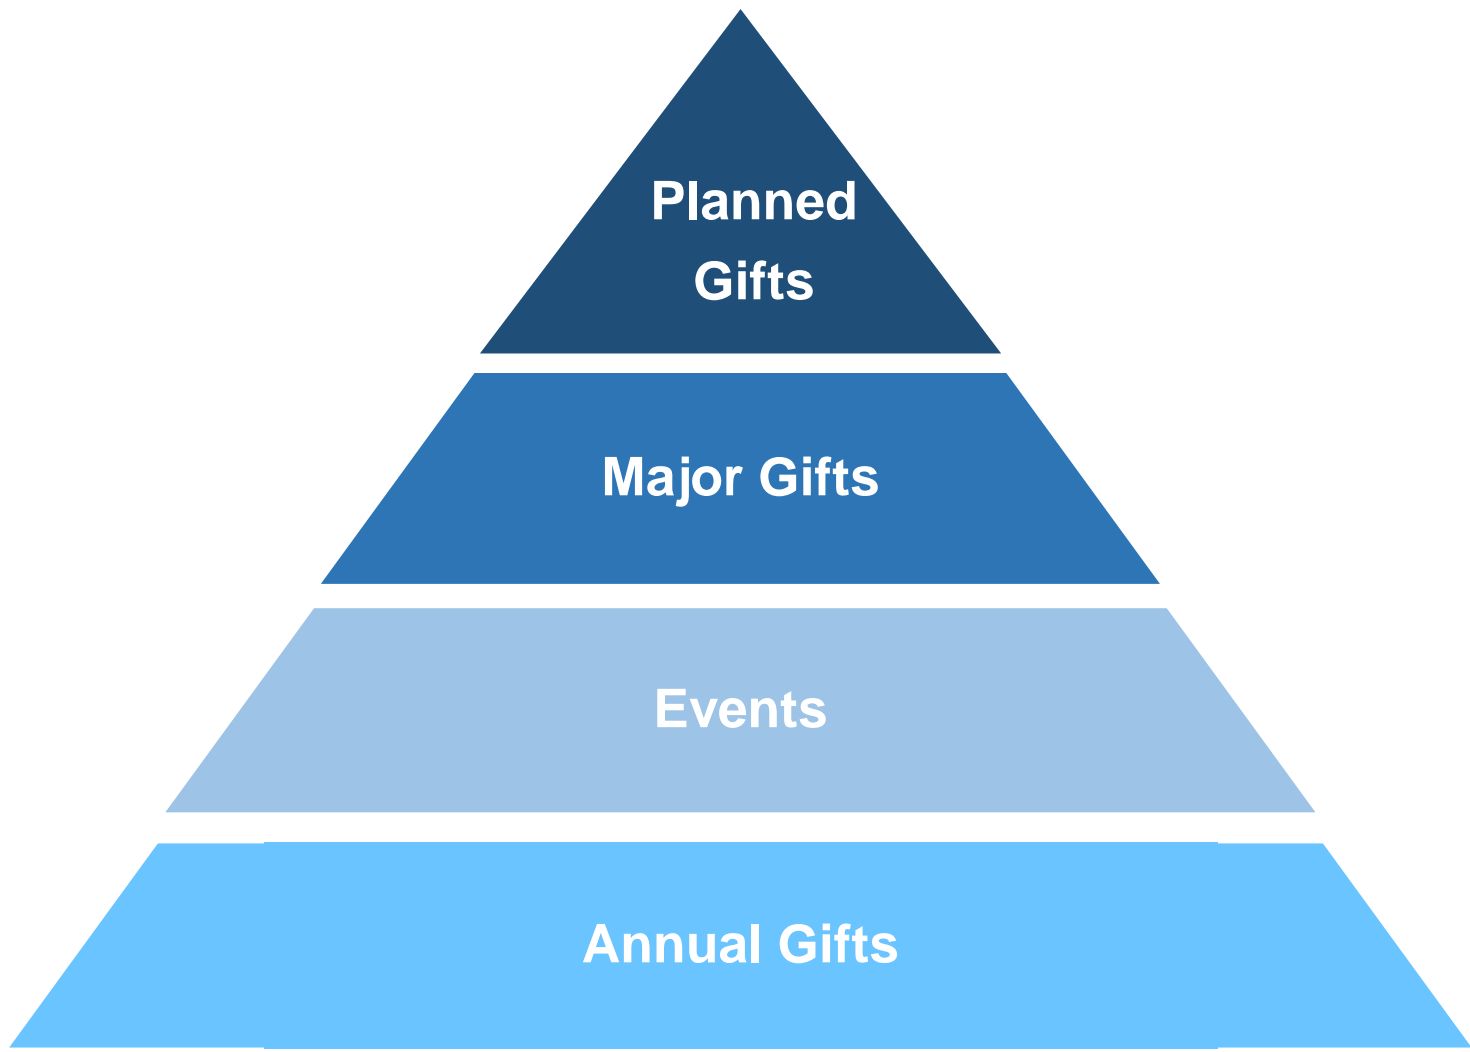 Planned
Gifts
Major Gifts
Events
Annual Gifts